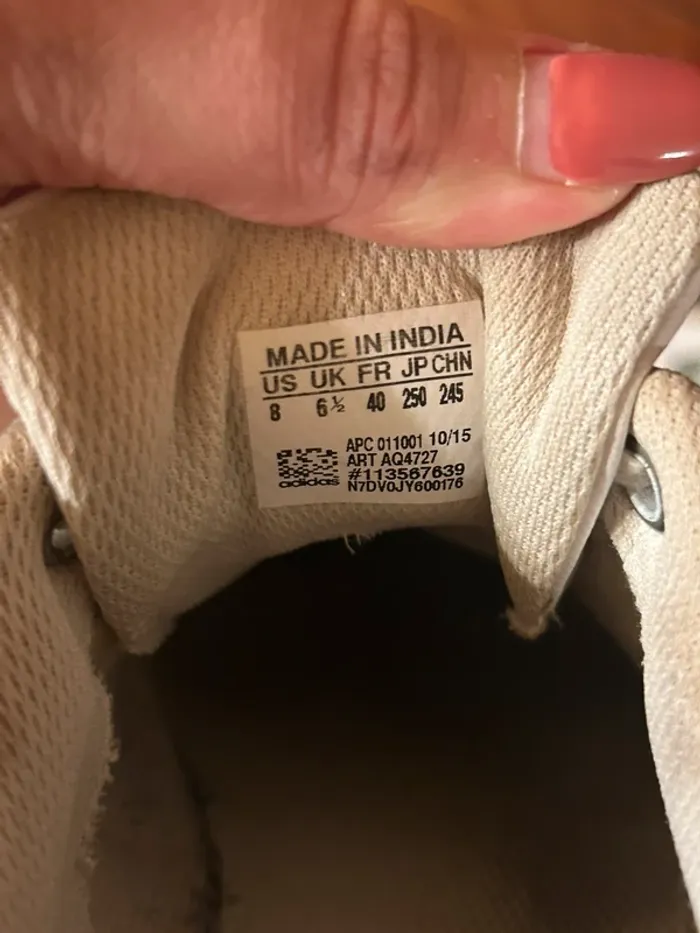 MADE IN INDIA
US UK FR JP CHN
8 6½ 40 250 245
APC 011001 10/15
ART AQ4727
#113567639
adidas N7DV0JY600176